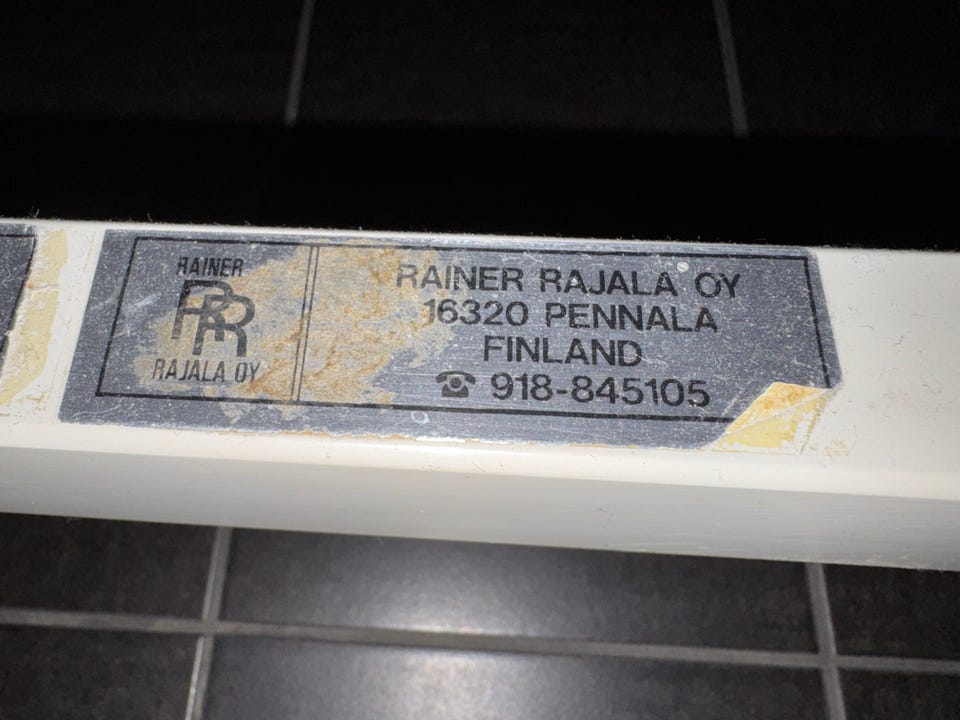 RAINER
RR
RAJALA OY
RAINER RAJALA OY
16320 PENNALA
FINLAND
☎ 918-845105